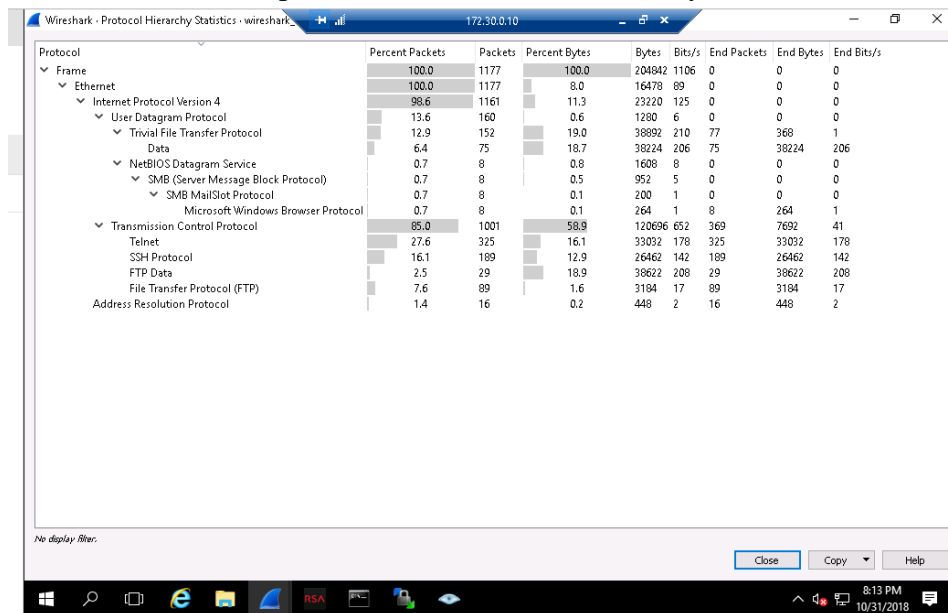 Wireshark · Protocol Hierarchy Statistics · wireshark_
172.30.0.10
Protocol Percent Packets Packets Percent Bytes Bytes Bits/s End Packets End Bytes End Bits/s
Frame 100.0 1177 100.0 204842 1106 0 0 0
Ethernet 100.0 1177 8.0 16478 89 0 0 0
Internet Protocol Version 4 98.6 1161 11.3 23220 125 0 0 0
User Datagram Protocol 13.6 160 0.6 1280 6 0 0 0
Trivial File Transfer Protocol 12.9 152 19.0 38892 210 77 368 1
Data 6.4 75 18.7 38224 206 75 38224 206
NetBIOS Datagram Service 0.7 8 0.8 1608 8 0 0 0
SMB (Server Message Block Protocol) 0.7 8 0.5 952 5 0 0 0
SMB MailSlot Protocol 0.7 8 0.1 200 1 0 0 0
Microsoft Windows Browser Protocol 0.7 8 0.1 264 1 8 264 1
Transmission Control Protocol 85.0 1001 58.9 120696 652 369 7692 41
Telnet 27.6 325 16.1 33032 178 325 33032 178
SSH Protocol 16.1 189 12.9 26462 142 189 26462 142
FTP Data 2.5 29 18.9 38622 208 29 38622 208
File Transfer Protocol (FTP) 7.6 89 1.6 3184 17 89 3184 17
Address Resolution Protocol 1.4 16 0.2 448 2 16 448 2
No display filter.
Close Copy Help
RSA
8:13 PM
10/31/2018